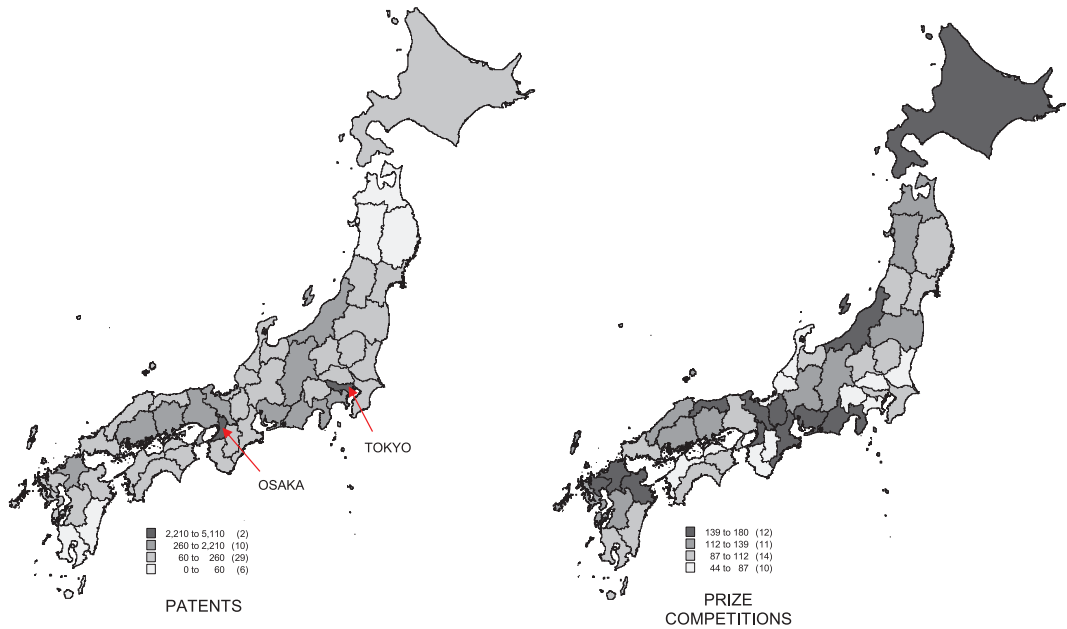 TOKYO
OSAKA
2,210 to 5,110 (2)
260 to 2,210 (10)
60 to 260 (29)
0 to 60 (6)
PATENTS
139 to 180 (12)
112 to 139 (11)
87 to 112 (14)
44 to 87 (10)
PRIZE
COMPETITIONS